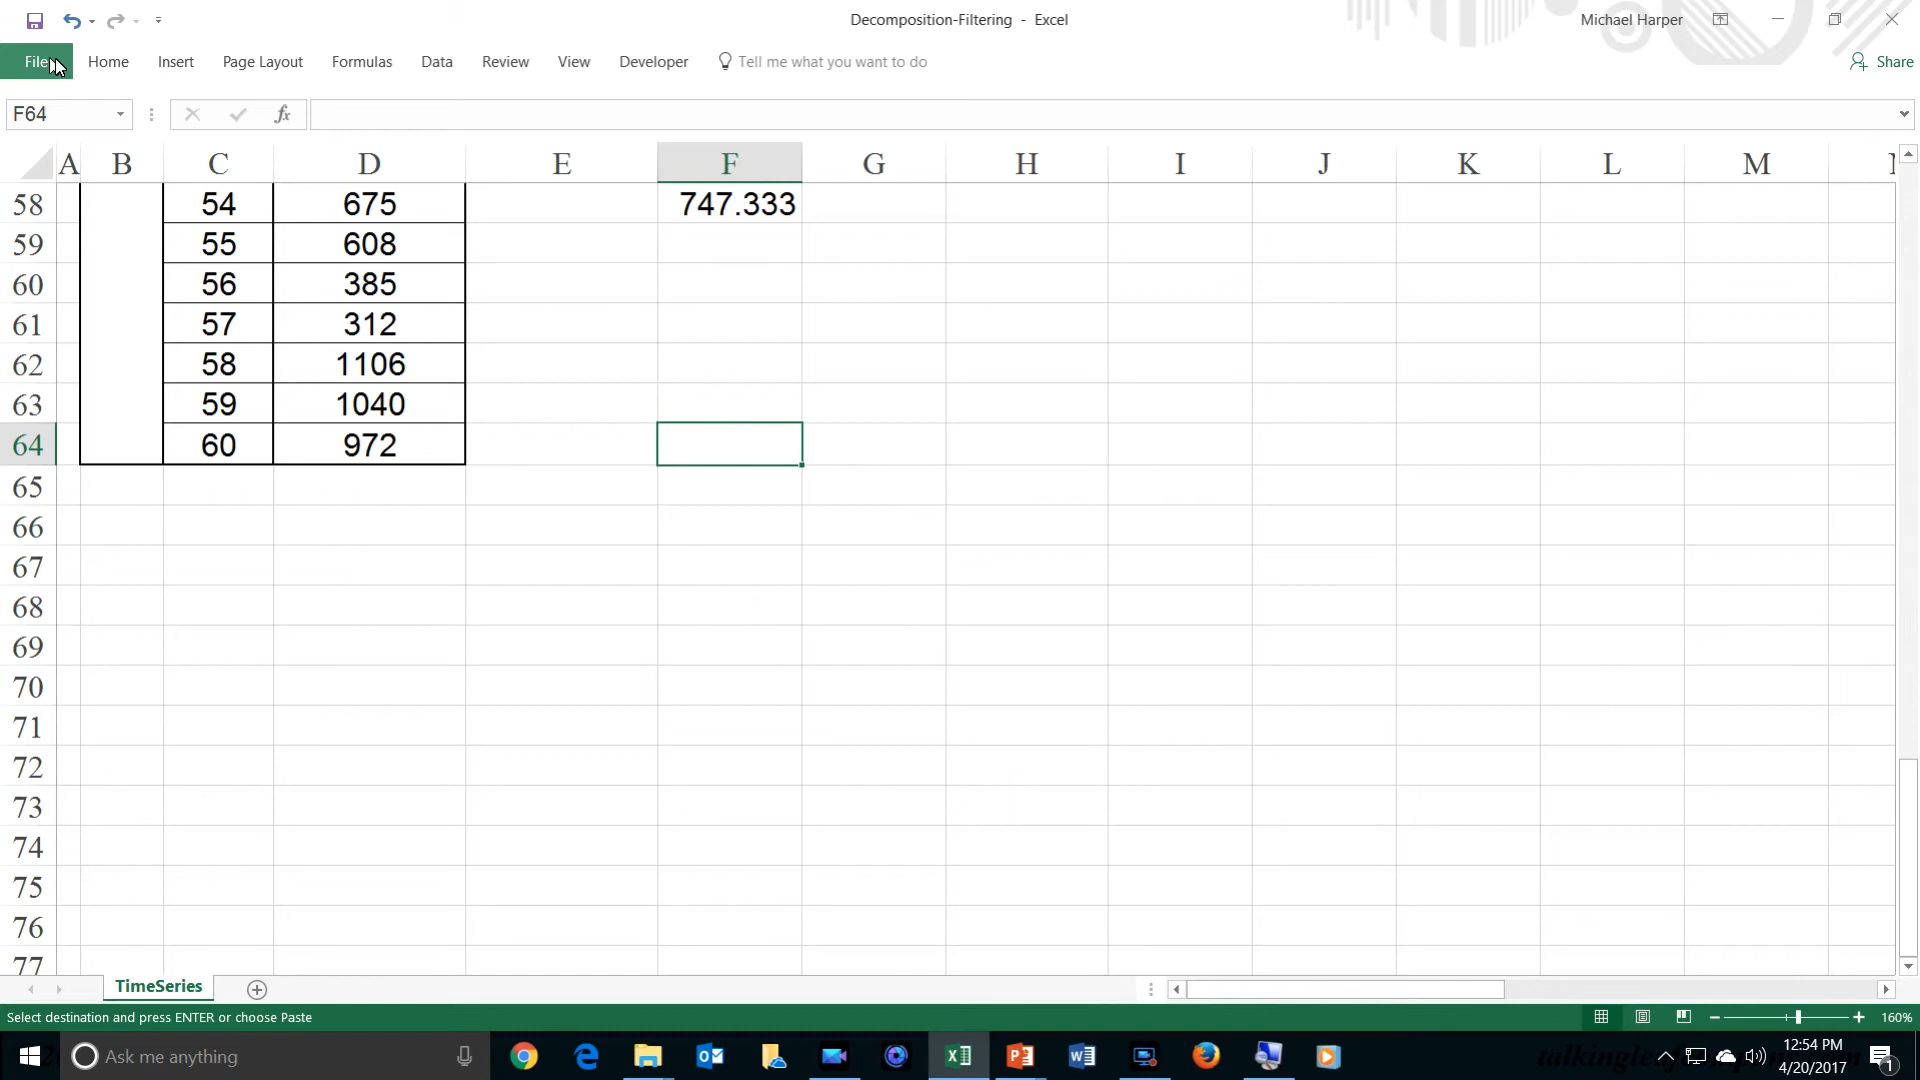 Decomposition-Filtering - Excel
Michael Harper
File Home Insert Page Layout Formulas Data Review View Developer Tell me what you want to do
Share
F64
fx
A B C D E F G H I J K L M
58 54 675 747.333
59 55 608
60 56 385
61 57 312
62 58 1106
63 59 1040
64 60 972
65
66
67
68
69
70
71
72
73
74
75
76
77
TimeSeries
Select destination and press ENTER or choose Paste
160%
Ask me anything
12:54 PM
4/20/2017
1